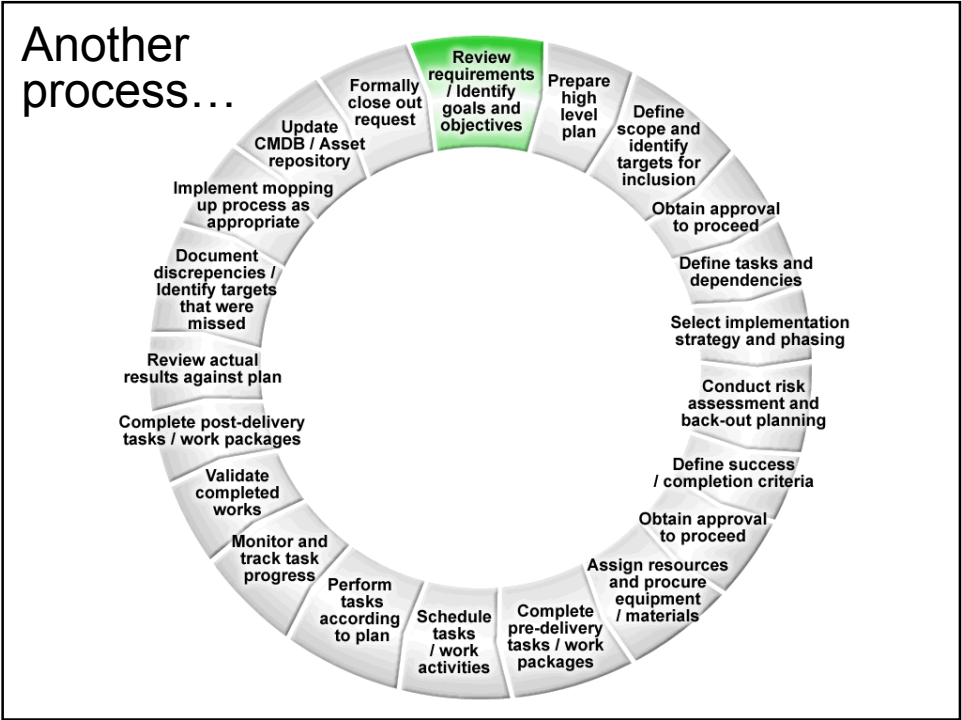 Another
process…
Review
requirements
/ Identify
goals and
objectives
Prepare
high
level
plan
Define
scope and
identify
targets for
inclusion
Obtain approval
to proceed
Define tasks and
dependencies
Select implementation
strategy and phasing
Conduct risk
assessment and
back-out planning
Define success
/ completion criteria
Obtain approval
to proceed
Assign resources
and procure
equipment
/ materials
Complete
pre-delivery
tasks / work
packages
Schedule
tasks
/ work
activities
Perform
tasks
according
to plan
Monitor and
track task
progress
Validate
completed
works
Complete post-delivery
tasks / work packages
Review actual
results against plan
Document
discrepencies /
Identify targets
that were
missed
Implement mopping
up process as
appropriate
Update
CMDB / Asset
repository
Formally
close out
request